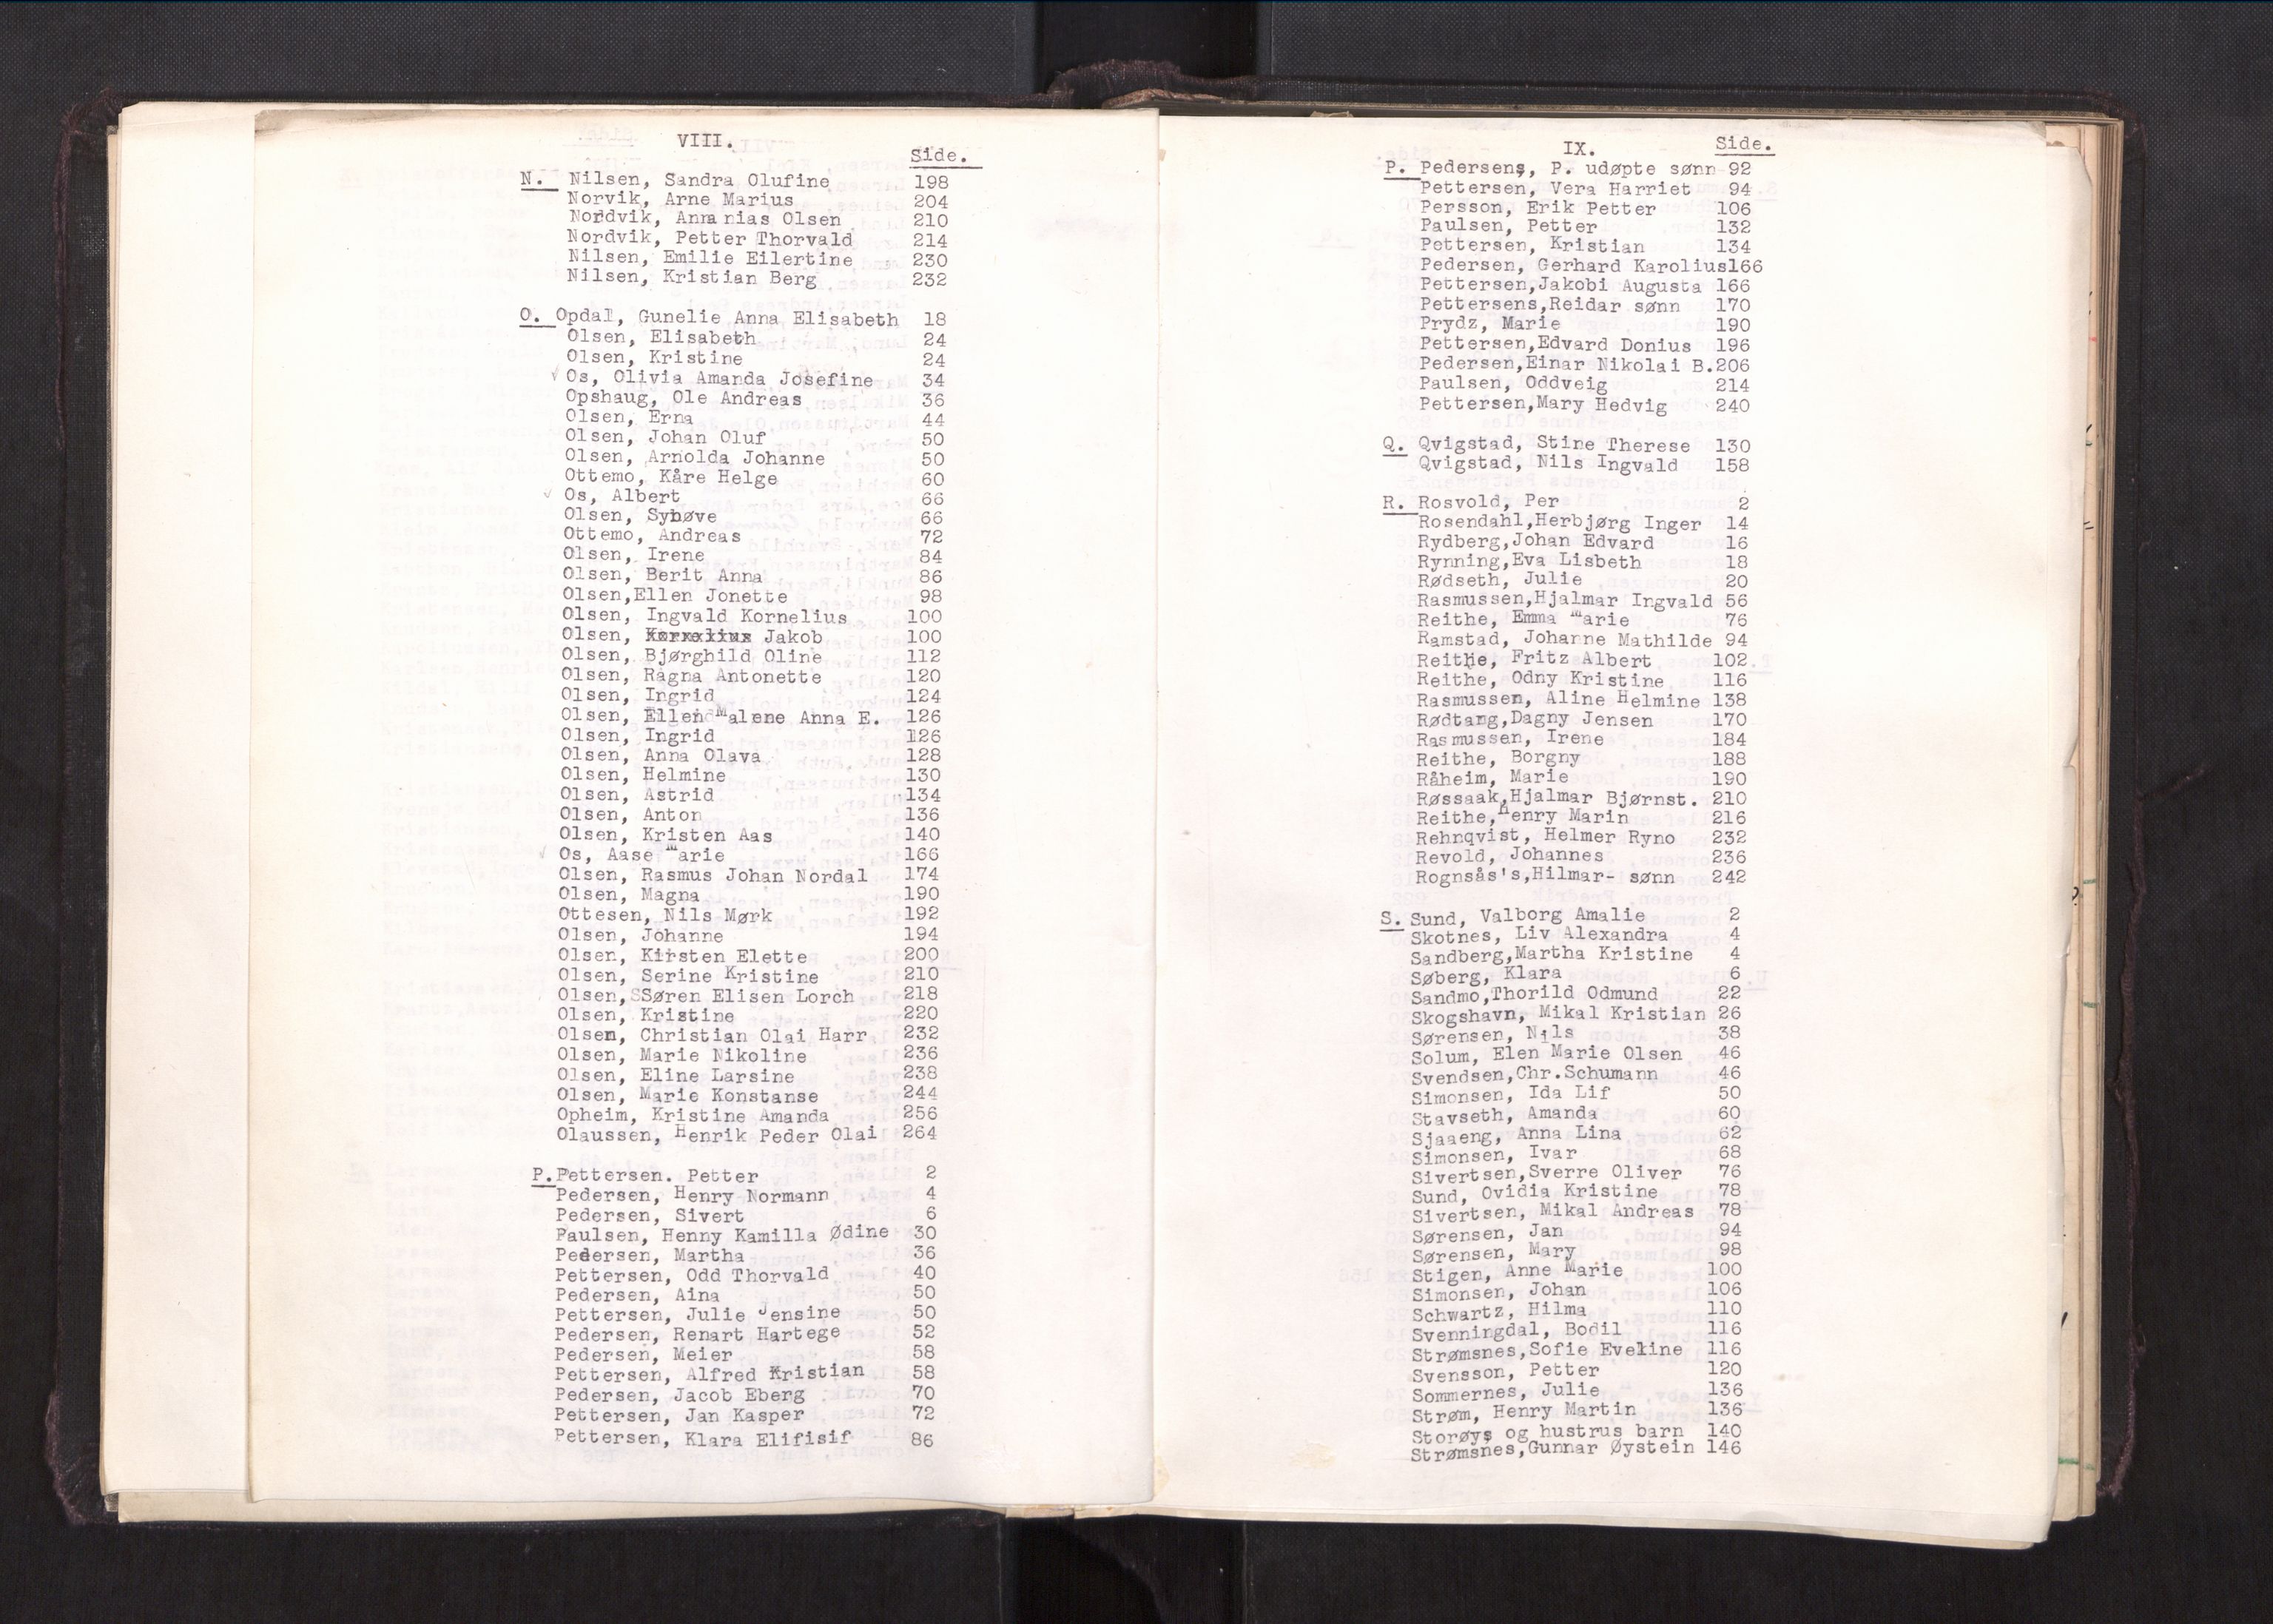 VIII.
Side.
N. Nilsen, Sandra Olufine 198
Norvik, Arne Marius 204
Nordvik, Annanias Olsen 210
Nordvik, Petter Thorvald 214
Nilsen, Emilie Eilertine 230
Nilsen, Kristian Berg 232
O. Opdal, Gunelie Anna Elisabeth 18
Olsen, Elisabeth 24
Olsen, Kristine 24
√ Os, Olivia Amanda Josefine 34
Opshaug, Ole Andreas 36
Olsen, Erna 44
Olsen, Johan Oluf 50
Olsen, Arnolda Johanne 50
Ottemo, Kåre Helge 60
√ Os, Albert 66
Olsen, Synøve 66
Ottemo, Andreas 72
Olsen, Irene 84
Olsen, Berit Anna 86
Olsen,Ellen Jonette 98
Olsen, Ingvald Kornelius 100
Olsen, Jakob 100
Olsen, Bjørghild Oline 112
Olsen, Ragna Antonette 120
Olsen, Ingrid 124
Olsen, Ellen Malene Anna E. 126
Olsen, Ingrid 126
Olsen, Anna Olava 128
Olsen, Helmine 130
Olsen, Astrid 134
Olsen, Anton 136
Olsen, Kristen Aas 140
√ Os, Aase Marie 166
Olsen, Rasmus Johan Nordal 174
Olsen, Magna 190
Ottesen, Nils Mørk 192
Olsen, Johanne 194
Olsen, Kirsten Elette 200
Olsen, Serine Kristine 210
Olsen,SSøren Elisen Lorch 218
Olsen, Kristine 220
Olsen, Christian Olai Harr 232
Olsen, Marie Nikoline 236
Olsen, Eline Larsine 238
Olsen, Marie Konstanse 244
Opheim, Kristine Amanda 256
Olaussen, Henrik Peder Olai 264
P. Pettersen. Petter 2
Pedersen, Henry Normann 4
Pedersen, Sivert 6
Paulsen, Henny Kamilla Ødine 30
Pedersen, Martha 36
Pettersen, Odd Thorvald 40
Pedersen, Aina 50
Pettersen, Julie Jensine 50
Pedersen, Renart Hartege 52
Pedersen, Meier 58
Pettersen, Alfred Kristian 58
Pedersen, Jacob Eberg 70
Pettersen, Jan Kasper 72
Pettersen, Klara Elifisif 86
IX.
Side.
P. Pedersens, P. udøpte sønn 92
Pettersen, Vera Harriet 94
Persson, Erik Petter 106
Paulsen, Petter 132
Pettersen, Kristian 134
Pedersen, Gerhard Karolius166
Pettersen,Jakobi Augusta 166
Pettersens,Reidar sønn 170
Prydz, Marie 190
Pettersen,Edvard Donius 196
Pedersen,Einar Nikolai B.206
Paulsen, Oddveig 214
Pettersen,Mary Hedvig 240
Q. Qvigstad, Stine Therese 130
Qvigstad, Nils Ingvald 158
R. Rosvold, Per 2
Rosendahl,Herbjørg Inger 14
Rydberg,Johan Edvard 16
Rynning,Eva Lisbeth 18
Rødseth, Julie 20
Rasmussen,Hjalmar Ingvald 56
Reithe, Emma Marie 76
Ramstad, Johanne Mathilde 94
Reithe, Fritz Albert 102
Reithe, Odny Kristine 116
Rasmussen, Aline Helmine 138
Rødtang,Dagny Jensen 170
Rasmussen, Irene 184
Reithe, Borgny 188
Råheim, Marie 190
Røssaak,Hjalmar Bjørnst. 210
Reithe,Henry Marin 216
Rehnqvist, Helmer Ryno 232
Revold, Johannes 236
Rognsås's,Hilmar- sønn 242
S. Sund, Valborg Amalie 2
Skotnes, Liv Alexandra 4
Sandberg,Martha Kristine 4
Søberg, Klara 6
Sandmo,Thorild Odmund 22
Skogshavn, Mikal Kristian 26
Sørensen, Nils 38
Solum, Elen Marie Olsen 46
Svendsen,Chr.Schumann 46
Simonsen, Ida Lif 50
Stavseth, Amanda 60
Sjaaeng, Anna Lina 62
Simonsen, Ivar 68
Sivertsen,Sverre Oliver 76
Sund, Ovidia Kristine 78
Sivertsen, Mikal Andreas 78
Sørensen, Jan 94
Sørensen, Mary 98
Stigen, Anne Marie 100
Simonsen, Johan 106
Schwartz, Hilma 110
Svenningdal, Bodil 116
Strømsnes,Sofie Eveline 116
Svensson, Petter 120
Sommernes, Julie 136
Strøm, Henry Martin 136
Storøys og hustrus barn 140
Strømsnes,Gunnar Øystein 146